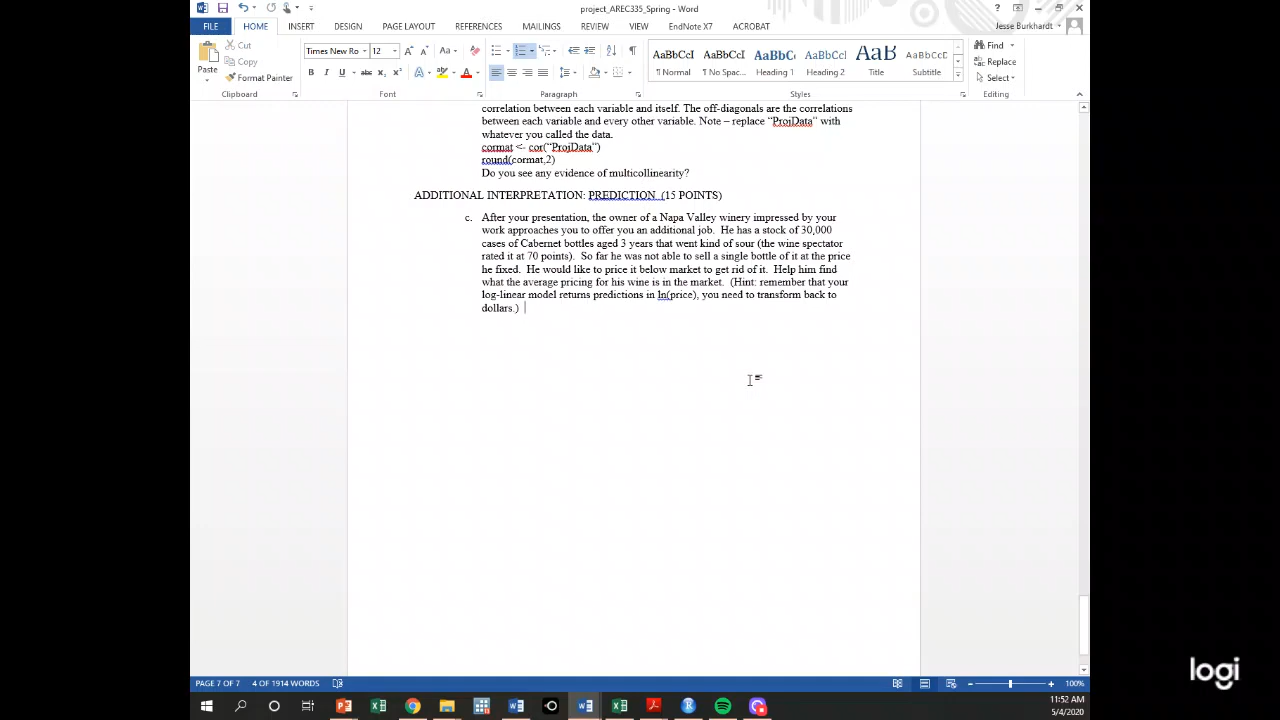 project_AREC335_Spring - Word
FILE HOME INSERT DESIGN PAGE LAYOUT REFERENCES MAILINGS REVIEW VIEW EndNote X7 ACROBAT
Jesse Burkhardt
Cut
Copy
Paste
Format Painter
Times New Ro 12
AaBbCcI AaBbCcI AaBbC AaBbCc AaB AaBbCcI
¶ Normal ¶ No Spac... Heading 1 Heading 2 Title Subtitle
Find
Replace
Select
Clipboard Font Paragraph Styles Editing
correlation between each variable and itself. The off-diagonals are the correlations
between each variable and every other variable. Note – replace “ProjData” with
whatever you called the data.
cormat <- cor(“ProjData”)
round(cormat,2)
Do you see any evidence of multicollinearity?
ADDITIONAL INTERPRETATION: PREDICTION (15 POINTS)
c. After your presentation, the owner of a Napa Valley winery impressed by your
work approaches you to offer you an additional job. He has a stock of 30,000
cases of Cabernet bottles aged 3 years that went kind of sour (the wine spectator
rated it at 70 points). So far he was not able to sell a single bottle of it at the price
he fixed. He would like to price it below market to get rid of it. Help him find
what the average pricing for his wine is in the market. (Hint: remember that your
log-linear model returns predictions in ln(price), you need to transform back to
dollars.)
logi
PAGE 7 OF 7 4 OF 1914 WORDS 100%
11:52 AM
5/4/2020